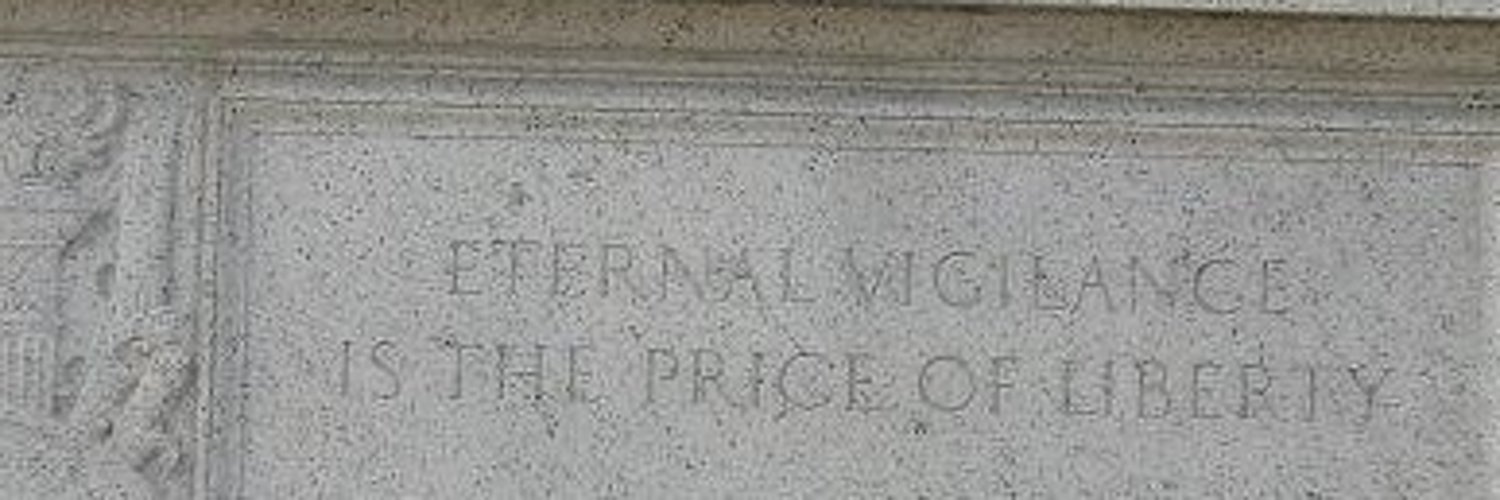 ETERNAL VIGILANCE
IS THE PRICE OF LIBERTY